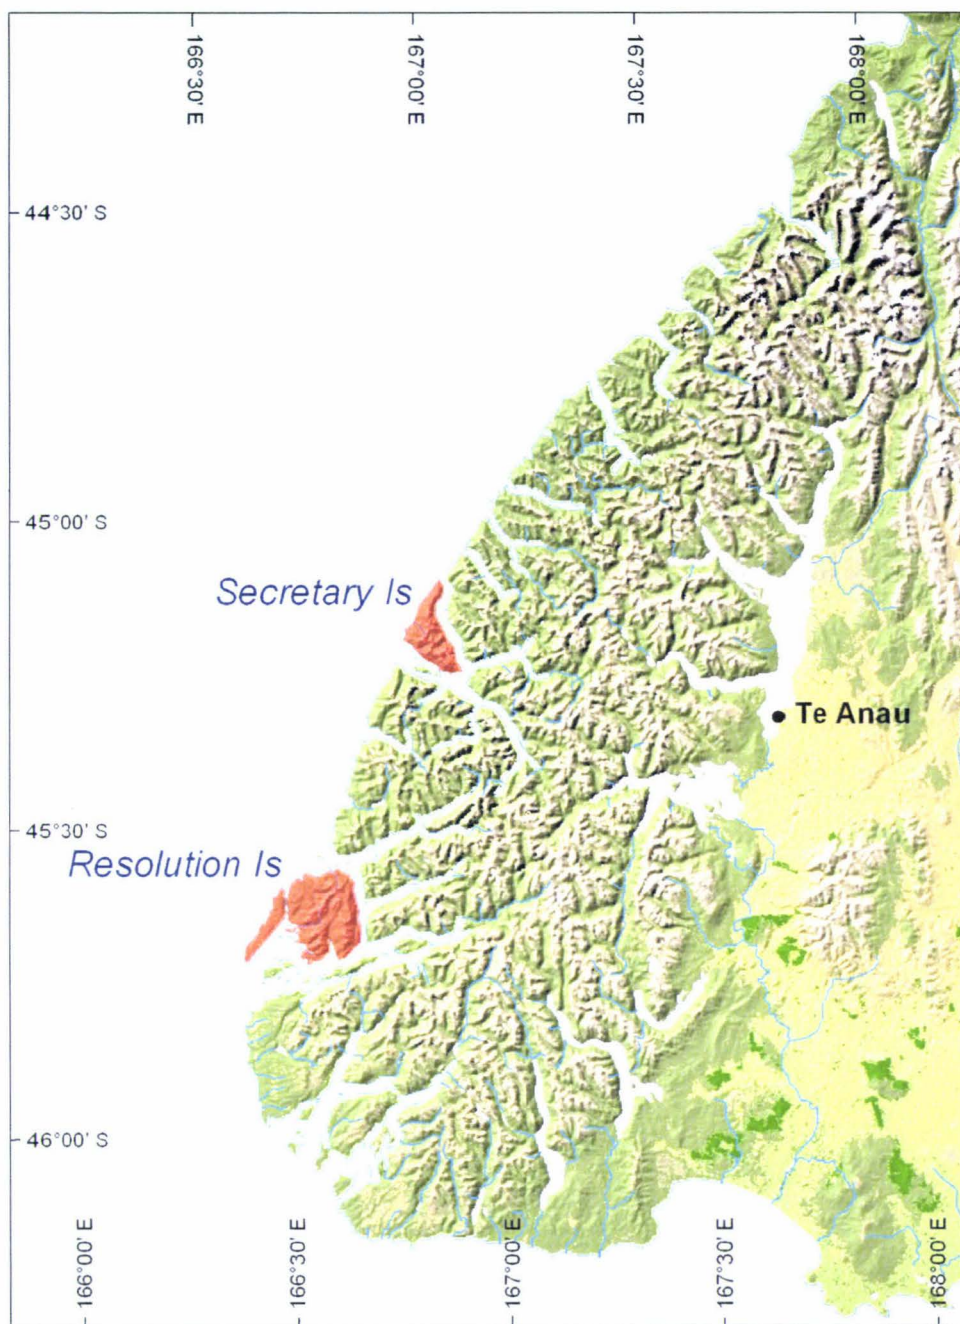 166°30' E
167°00' E
167°30' E
168°00' E
44°30' S
45°00' S
Secretary Is
Te Anau
45°30' S
Resolution Is
46°00' S
166°00' E
166°30' E
167°00' E
167°30' E
168°00' E